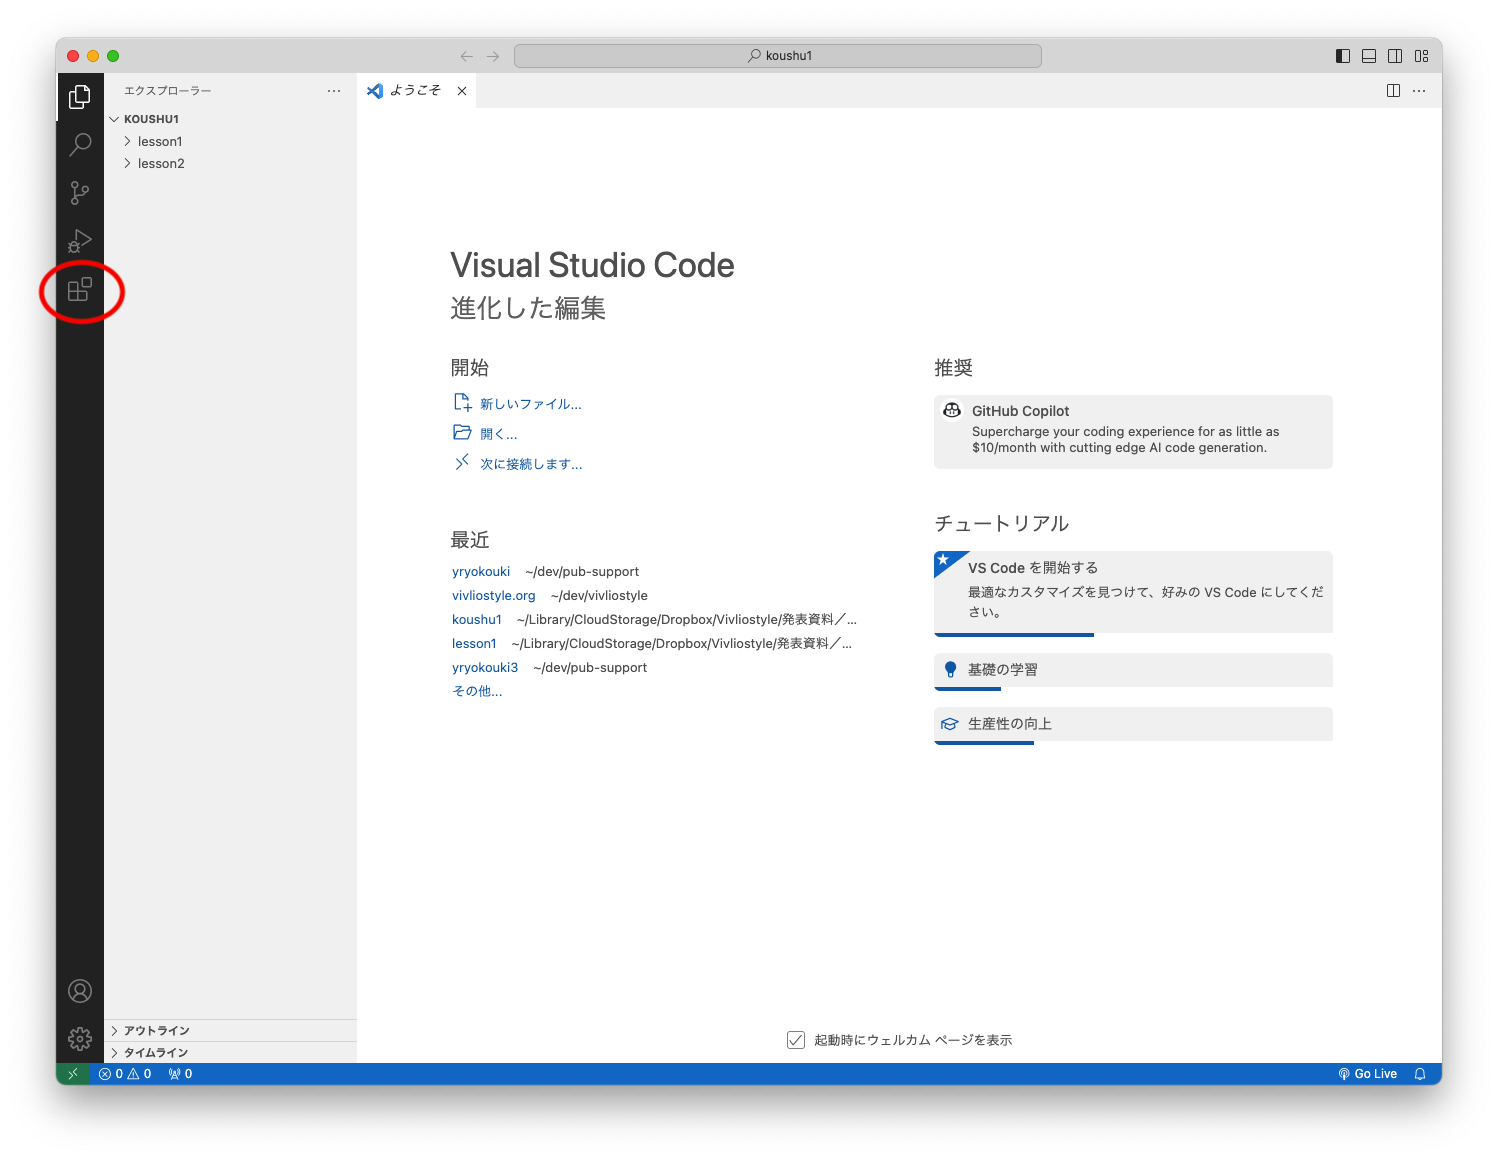 koushu1
エクスプローラー
ようこそ
KOUSHU1
lesson1
lesson2
Visual Studio Code
進化した編集
開始
新しいファイル...
開く...
次に接続します...
最近
yryokouki ~/dev/pub-support
vivliostyle.org ~/dev/vivliostyle
koushu1 ~/Library/CloudStorage/Dropbox/Vivliostyle/発表資料／...
lesson1 ~/Library/CloudStorage/Dropbox/Vivliostyle/発表資料／...
yryokouki3 ~/dev/pub-support
その他...
推奨
GitHub Copilot
Supercharge your coding experience for as little as
$10/month with cutting edge AI code generation.
チュートリアル
VS Code を開始する
最適なカスタマイズを見つけて、好みの VS Code にしてくだ
さい。
基礎の学習
生産性の向上
アウトライン
タイムライン
起動時にウェルカム ページを表示
0 0 0
Go Live